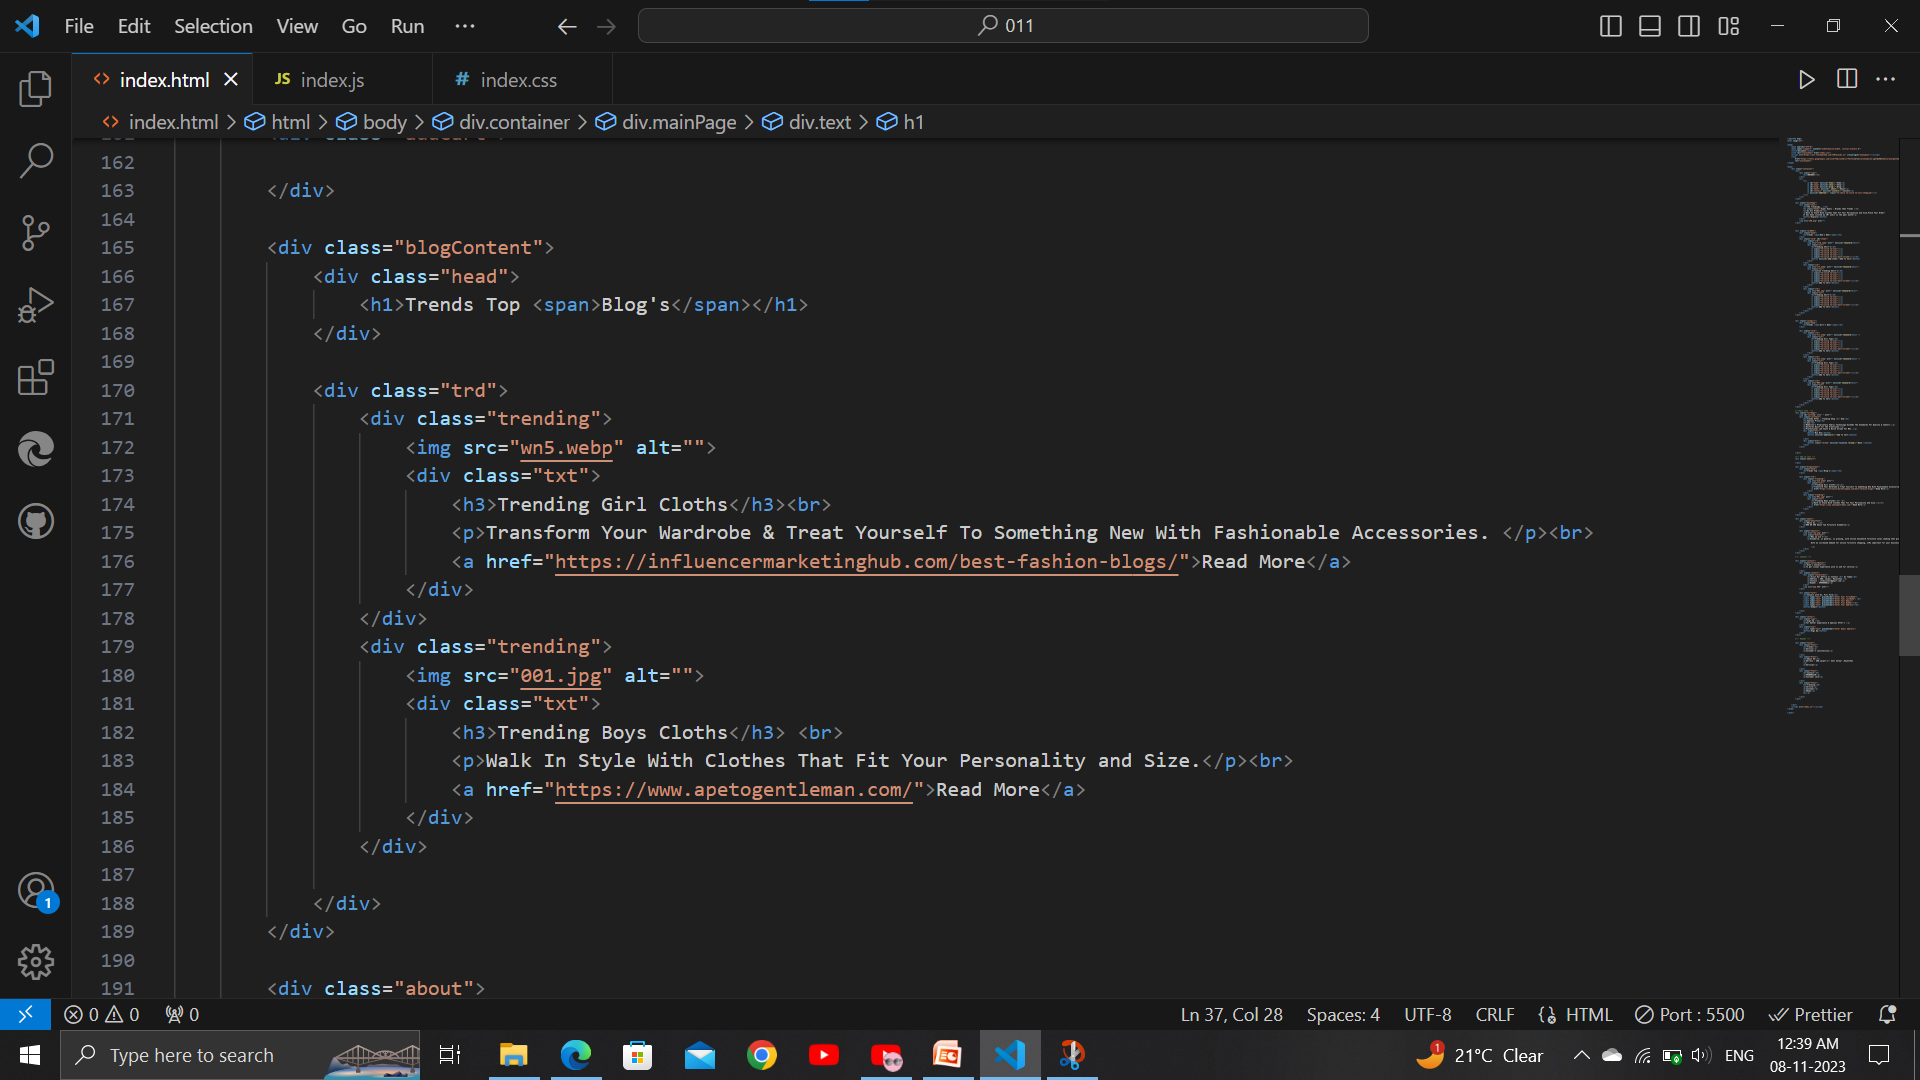 File Edit Selection View Go Run ··· 011
index.html JS index.js # index.css
index.html > html > body > div.container > div.mainPage > div.text > h1
162
163 </div>
164
165 <div class="blogContent">
166 <div class="head">
167 <h1>Trends Top <span>Blog's</span></h1>
168 </div>
169
170 <div class="trd">
171 <div class="trending">
172 <img src="wn5.webp" alt="">
173 <div class="txt">
174 <h3>Trending Girl Cloths</h3><br>
175 <p>Transform Your Wardrobe & Treat Yourself To Something New With Fashionable Accessories. </p><br>
176 <a href="https://influencermarketinghub.com/best-fashion-blogs/">Read More</a>
177 </div>
178 </div>
179 <div class="trending">
180 <img src="001.jpg" alt="">
181 <div class="txt">
182 <h3>Trending Boys Cloths</h3> <br>
183 <p>Walk In Style With Clothes That Fit Your Personality and Size.</p><br>
184 <a href="https://www.apetogentleman.com/">Read More</a>
185 </div>
186 </div>
187
188 </div>
189 </div>
190
191 <div class="about">
1
0 0 0 Ln 37, Col 28 Spaces: 4 UTF-8 CRLF HTML Port : 5500 Prettier
Type here to search 1 21°C Clear ENG 12:39 AM
08-11-2023